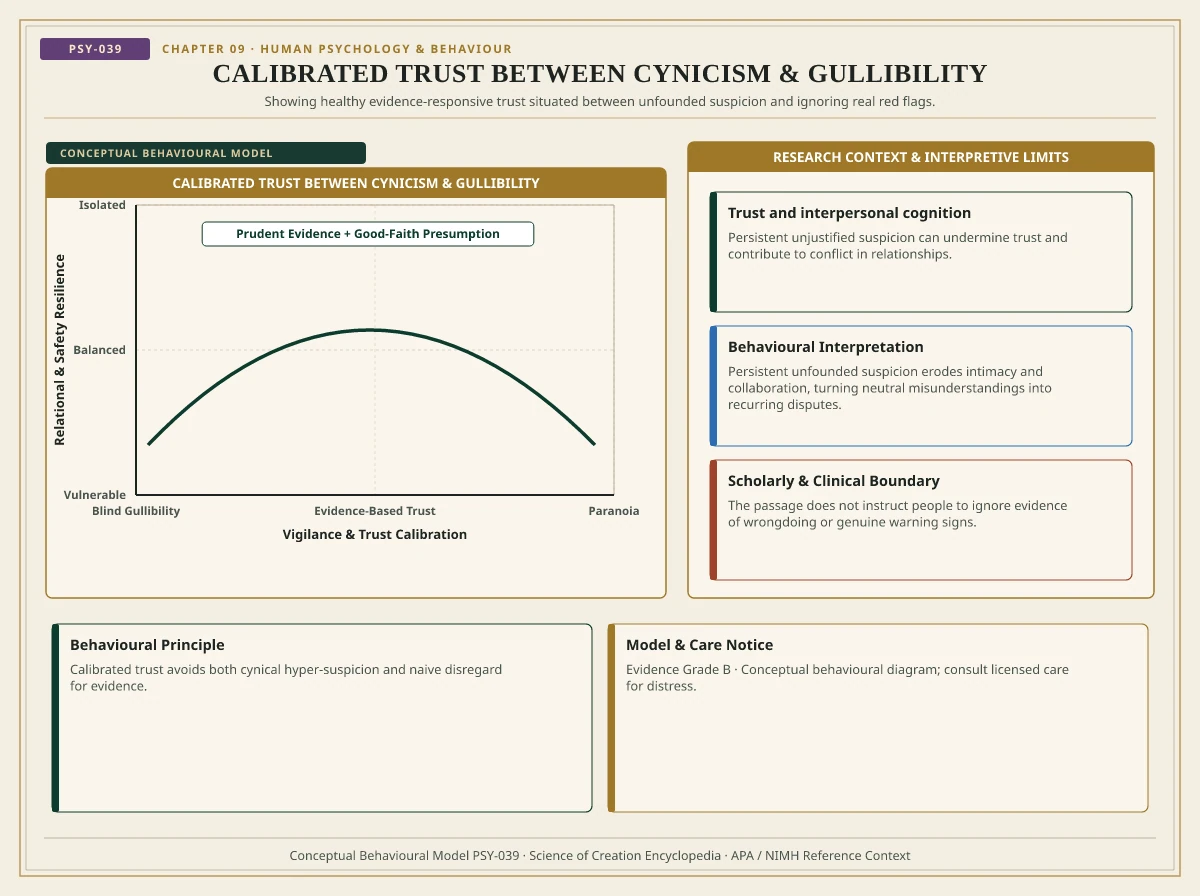 PSY-039
CHAPTER 09 · HUMAN PSYCHOLOGY & BEHAVIOUR
CALIBRATED TRUST BETWEEN CYNICISM & GULLIBILITY
Showing healthy evidence-responsive trust situated between unfounded suspicion and ignoring real red flags.
CONCEPTUAL BEHAVIOURAL MODEL
CALIBRATED TRUST BETWEEN CYNICISM & GULLIBILITY
Isolated
Prudent Evidence + Good-Faith Presumption
Relational & Safety Resilience
Balanced
Vulnerable
Blind Gullibility
Evidence-Based Trust
Paranoia
Vigilance & Trust Calibration
RESEARCH CONTEXT & INTERPRETIVE LIMITS
Trust and interpersonal cognition
Persistent unjustified suspicion can undermine trust and
contribute to conflict in relationships.
Behavioural Interpretation
Persistent unfounded suspicion erodes intimacy and
collaboration, turning neutral misunderstandings into
recurring disputes.
Scholarly & Clinical Boundary
The passage does not instruct people to ignore evidence
of wrongdoing or genuine warning signs.
Behavioural Principle
Calibrated trust avoids both cynical hyper-suspicion and naive disregard
for evidence.
Model & Care Notice
Evidence Grade B · Conceptual behavioural diagram; consult licensed care
for distress.
Conceptual Behavioural Model PSY-039 · Science of Creation Encyclopedia · APA / NIMH Reference Context